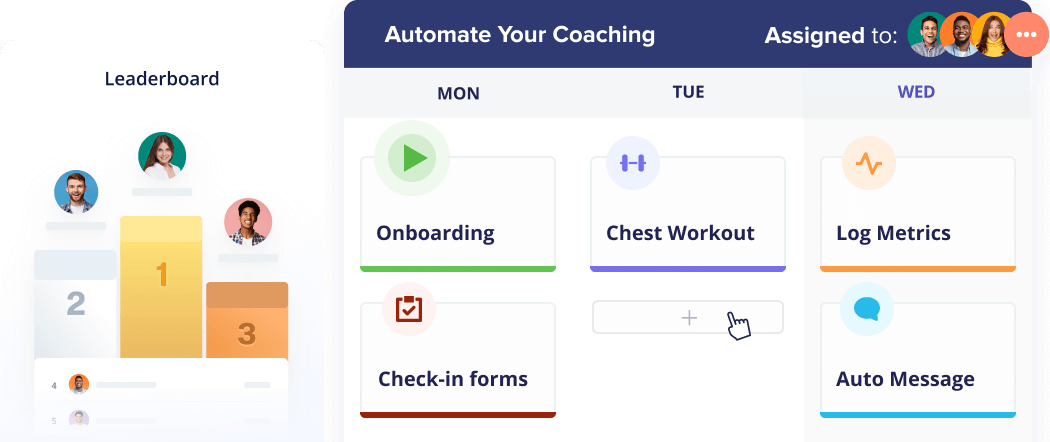 Leaderboard
1
2
3
4
5
Automate Your Coaching
Assigned to:
MON
TUE
WED
Onboarding
Chest Workout
Log Metrics
Check-in forms
+
Auto Message